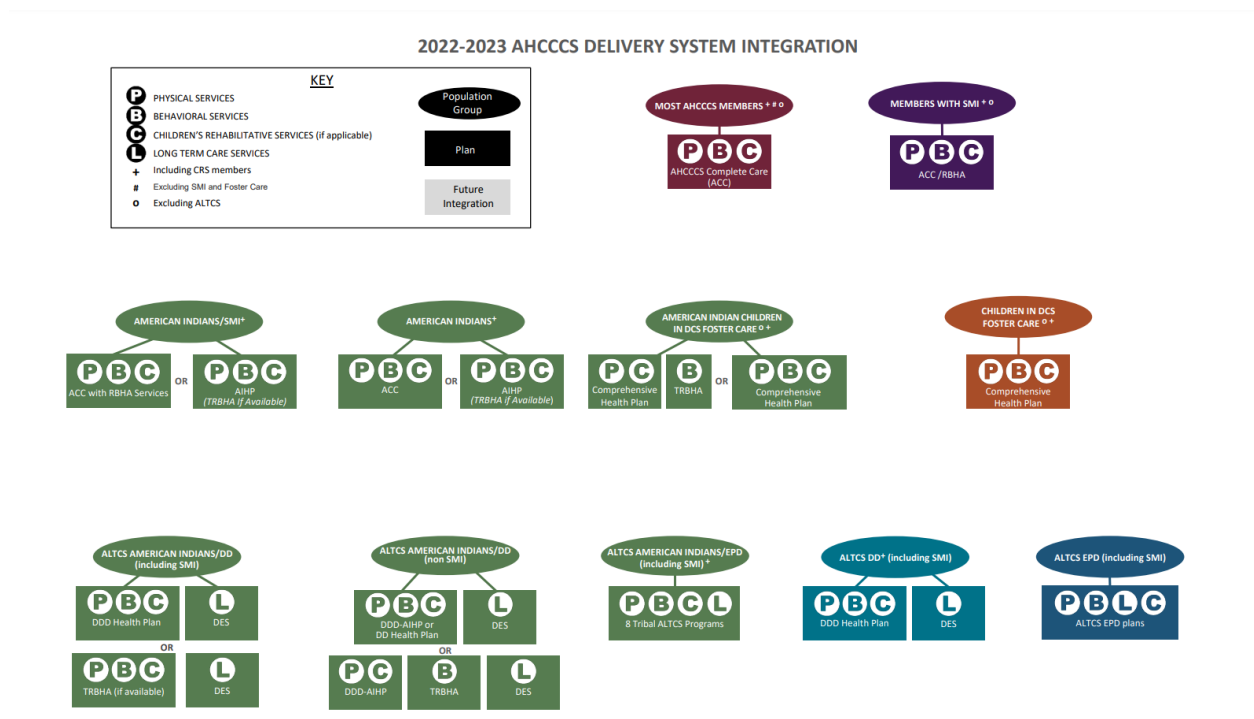 2022-2023 AHCCCS DELIVERY SYSTEM INTEGRATION
KEY
P PHYSICAL SERVICES
B BEHAVIORAL SERVICES
C CHILDREN'S REHABILITATIVE SERVICES (if applicable)
L LONG TERM CARE SERVICES
+ Including CRS members
# Excluding SMI and Foster Care
o Excluding ALTCS
Population
Group
Plan
Future
Integration
MOST AHCCCS MEMBERS + # o
P B C
AHCCCS Complete Care
(ACC)
MEMBERS WITH SMI + o
P B C
ACC /RBHA
AMERICAN INDIANS/SMI+
P B C
ACC with RBHA Services
OR
P B C
AIHP
(TRBHA If Available)
AMERICAN INDIANS+
P B C
ACC
OR
P B C
AIHP
(TRBHA if Available)
AMERICAN INDIAN CHILDREN
IN DCS FOSTER CARE o +
P C
Comprehensive
Health Plan
B
TRBHA
OR
P B C
Comprehensive
Health Plan
CHILDREN IN DCS
FOSTER CARE o +
P B C
Comprehensive
Health Plan
ALTCS AMERICAN INDIANS/DD
(including SMI)
P B C
DDD Health Plan
L
DES
OR
P B C
TRBHA (if available)
L
DES
ALTCS AMERICAN INDIANS/DD
(non SMI)
P B C
DDD-AIHP or
DD Health Plan
L
DES
OR
P C
DDD-AIHP
B
TRBHA
L
DES
ALTCS AMERICAN INDIANS/EPD
(including SMI) +
P B C L
8 Tribal ALTCS Programs
ALTCS DD+ (including SMI)
P B C
DDD Health Plan
L
DES
ALTCS EPD (including SMI)
P B L C
ALTCS EPD plans